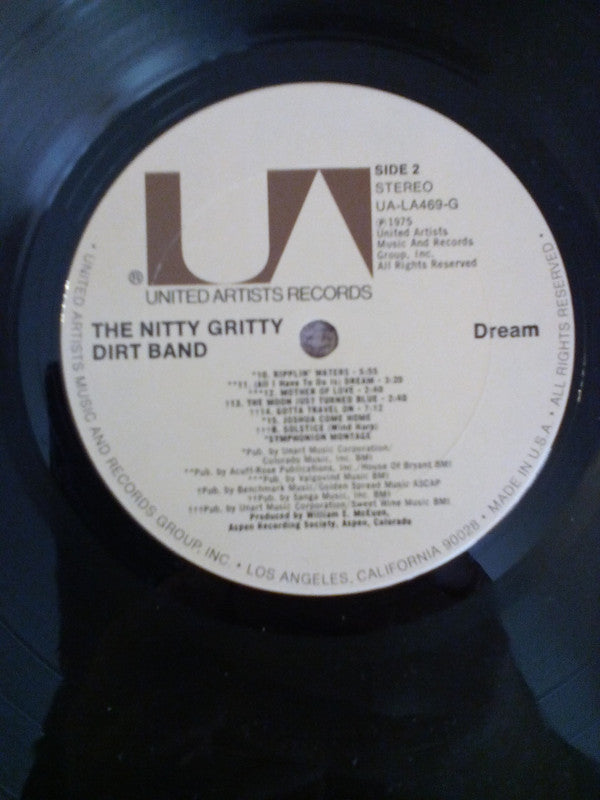 UA
®
UNITED ARTISTS RECORDS
SIDE 2
STEREO
UA-LA469-G
℗1975
United Artists
Music And Records
Group, Inc.
All Rights Reserved
THE NITTY GRITTY
DIRT BAND
Dream
*10. RIPPLIN' WATERS - 5:55
**11. (All I Have To Do is) DREAM - 3:20
***12. MOTHER OF LOVE - 2:40
†13. THE MOON JUST TURNED BLUE - 2:40
††14. GOTTA TRAVEL ON - 7:12
*15. JOSHUA COME HOME
†††8. SOLSTICE (Wind Harp)
*SYMPHONION MONTAGE
*Pub. by Unart Music Corporation/
Colorado Music, Inc. BMI
**Pub. by Acuff-Rose Publications, Inc./House Of Bryant BMI
***Pub. by Valgovind Music BMI
†Pub. by Benchmark Music/Golden Spread Music ASCAP
††Pub. by Sanga Music, Inc. BMI
†††Pub. by Unart Music Corporation/Sweet Wine Music BMI
Produced by William E. McEuen,
Aspen Recording Society, Aspen, Colorado
• UNITED ARTISTS MUSIC AND RECORDS GROUP, INC. • LOS ANGELES, CALIFORNIA 90028 • MADE IN U.S.A. • ALL RIGHTS RESERVED •